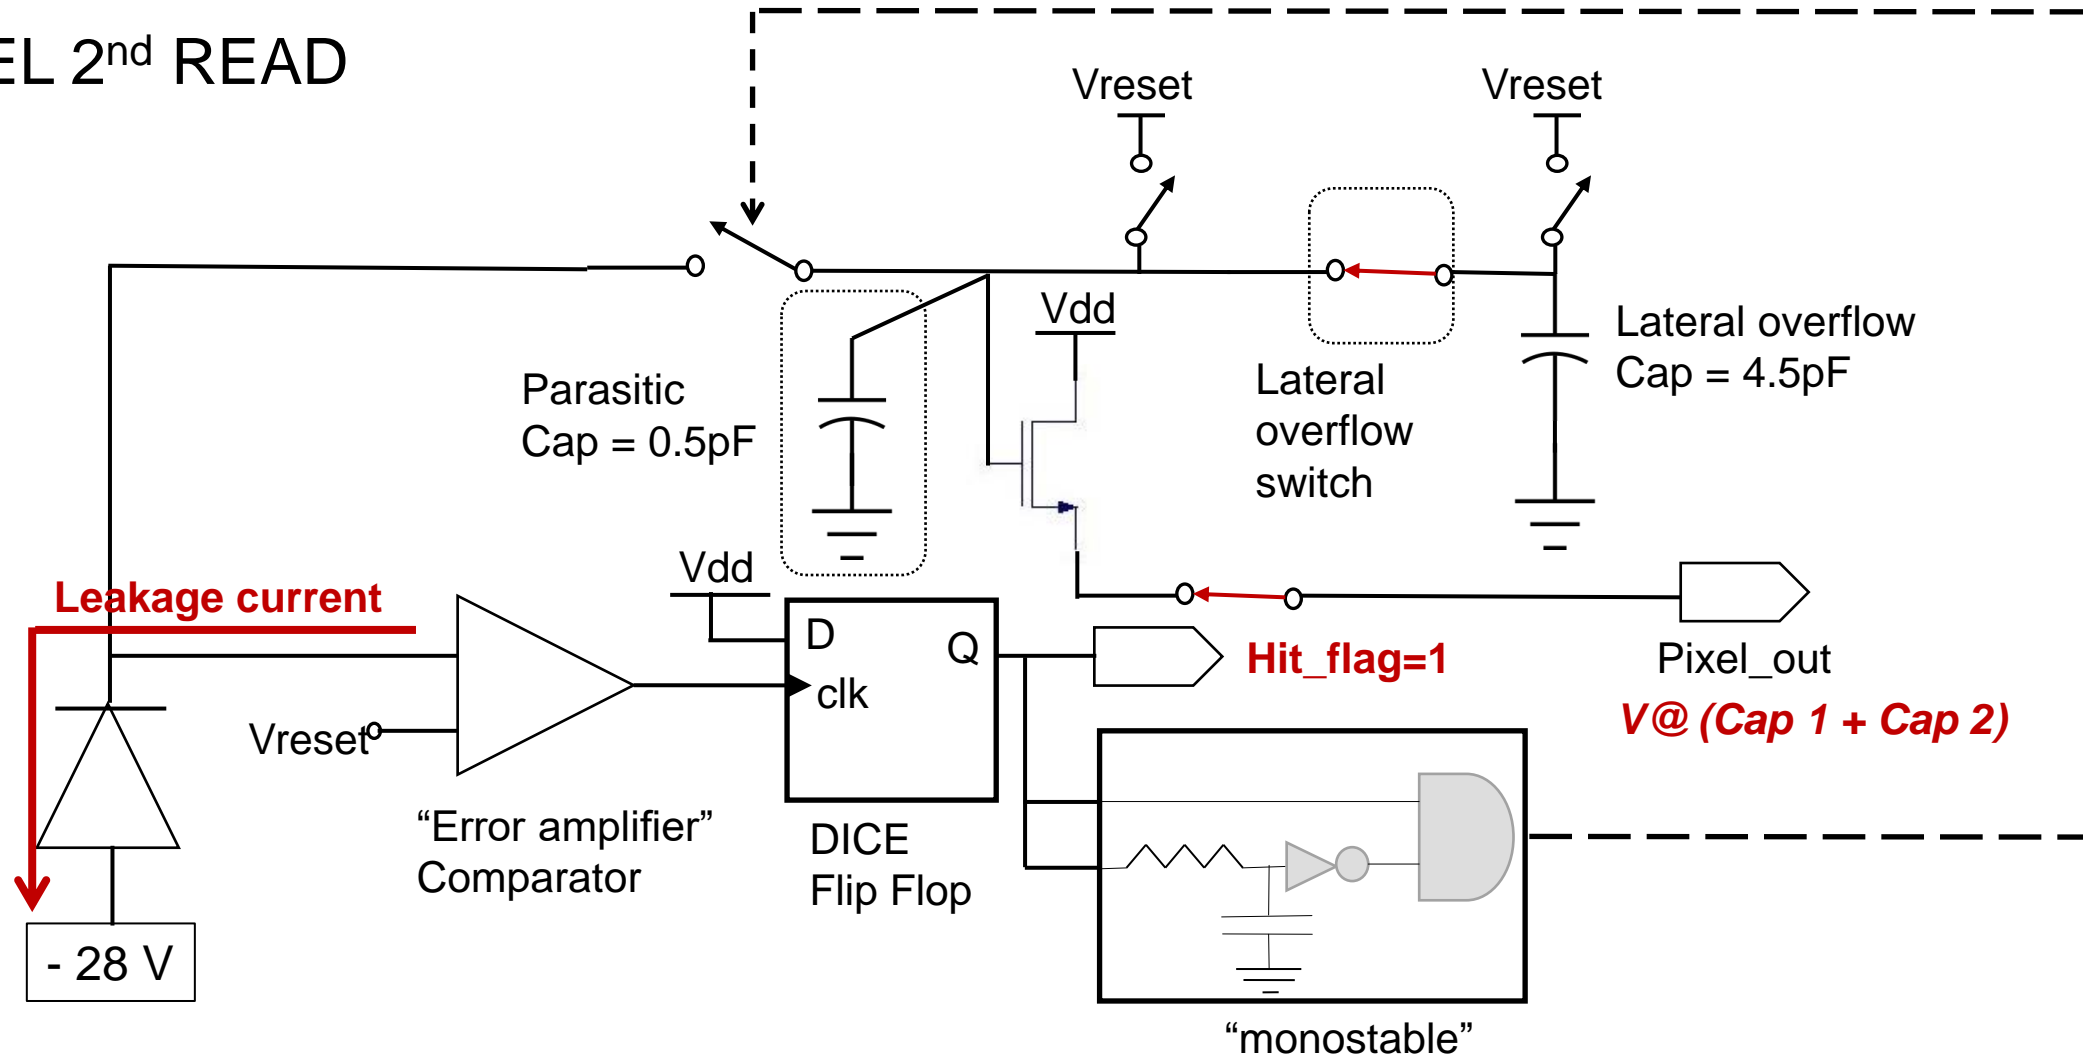 EL 2nd READ
Vreset
Vreset
Vdd
Lateral overflow
Cap = 4.5pF
Parasitic
Cap = 0.5pF
Lateral
overflow
switch
Vdd
Leakage current
D
Q
clk
Hit_flag=1
Pixel_out
V@ (Cap 1 + Cap 2)
Vreset
“Error amplifier”
Comparator
DICE
Flip Flop
- 28 V
“monostable”